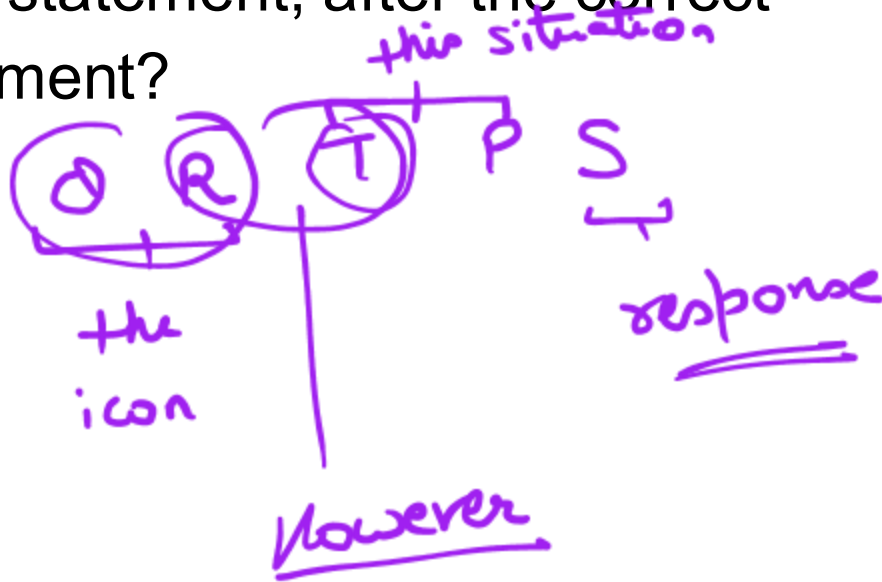 statement, after the correct
this situation
ment?
Q R T P S
the
icon
response
However